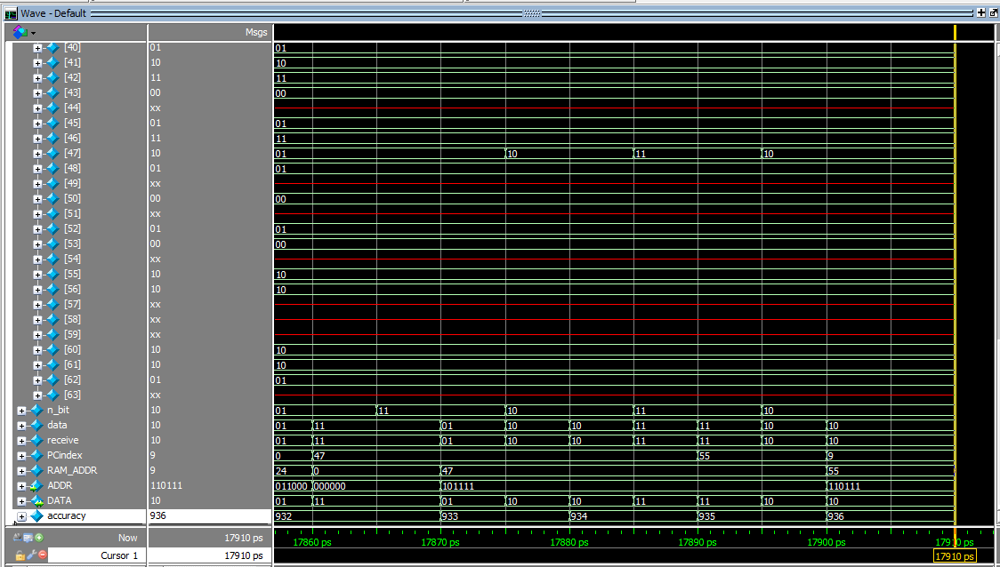 Wave - Default
Msgs
[40] 01 01
[41] 10 10
[42] 11 11
[43] 00 00
[44] xx
[45] 01 01
[46] 11 11
[47] 10 01 10 11 10
[48] 01 01
[49] xx
[50] 00 00
[51] xx
[52] 01 01
[53] 00 00
[54] xx
[55] 10 10
[56] 10 10
[57] xx
[58] xx
[59] xx
[60] 10 10
[61] 10 10
[62] 01 01
[63] xx
n_bit 10 01 11 10 11 10
data 10 01 11 01 10 10 11 11 10 10
receive 10 01 11 01 10 10 11 11 10 10
PCindex 9 0 47 55 9
RAM_ADDR 9 24 0 47 55
ADDR 110111 011000 000000 101111 110111
DATA 10 01 11 01 10 10 11 11 10 10
accuracy 936 932 933 934 935 936
Now 17910 ps 17860 ps 17870 ps 17880 ps 17890 ps 17900 ps 17910 ps
Cursor 1 17910 ps 17910 ps